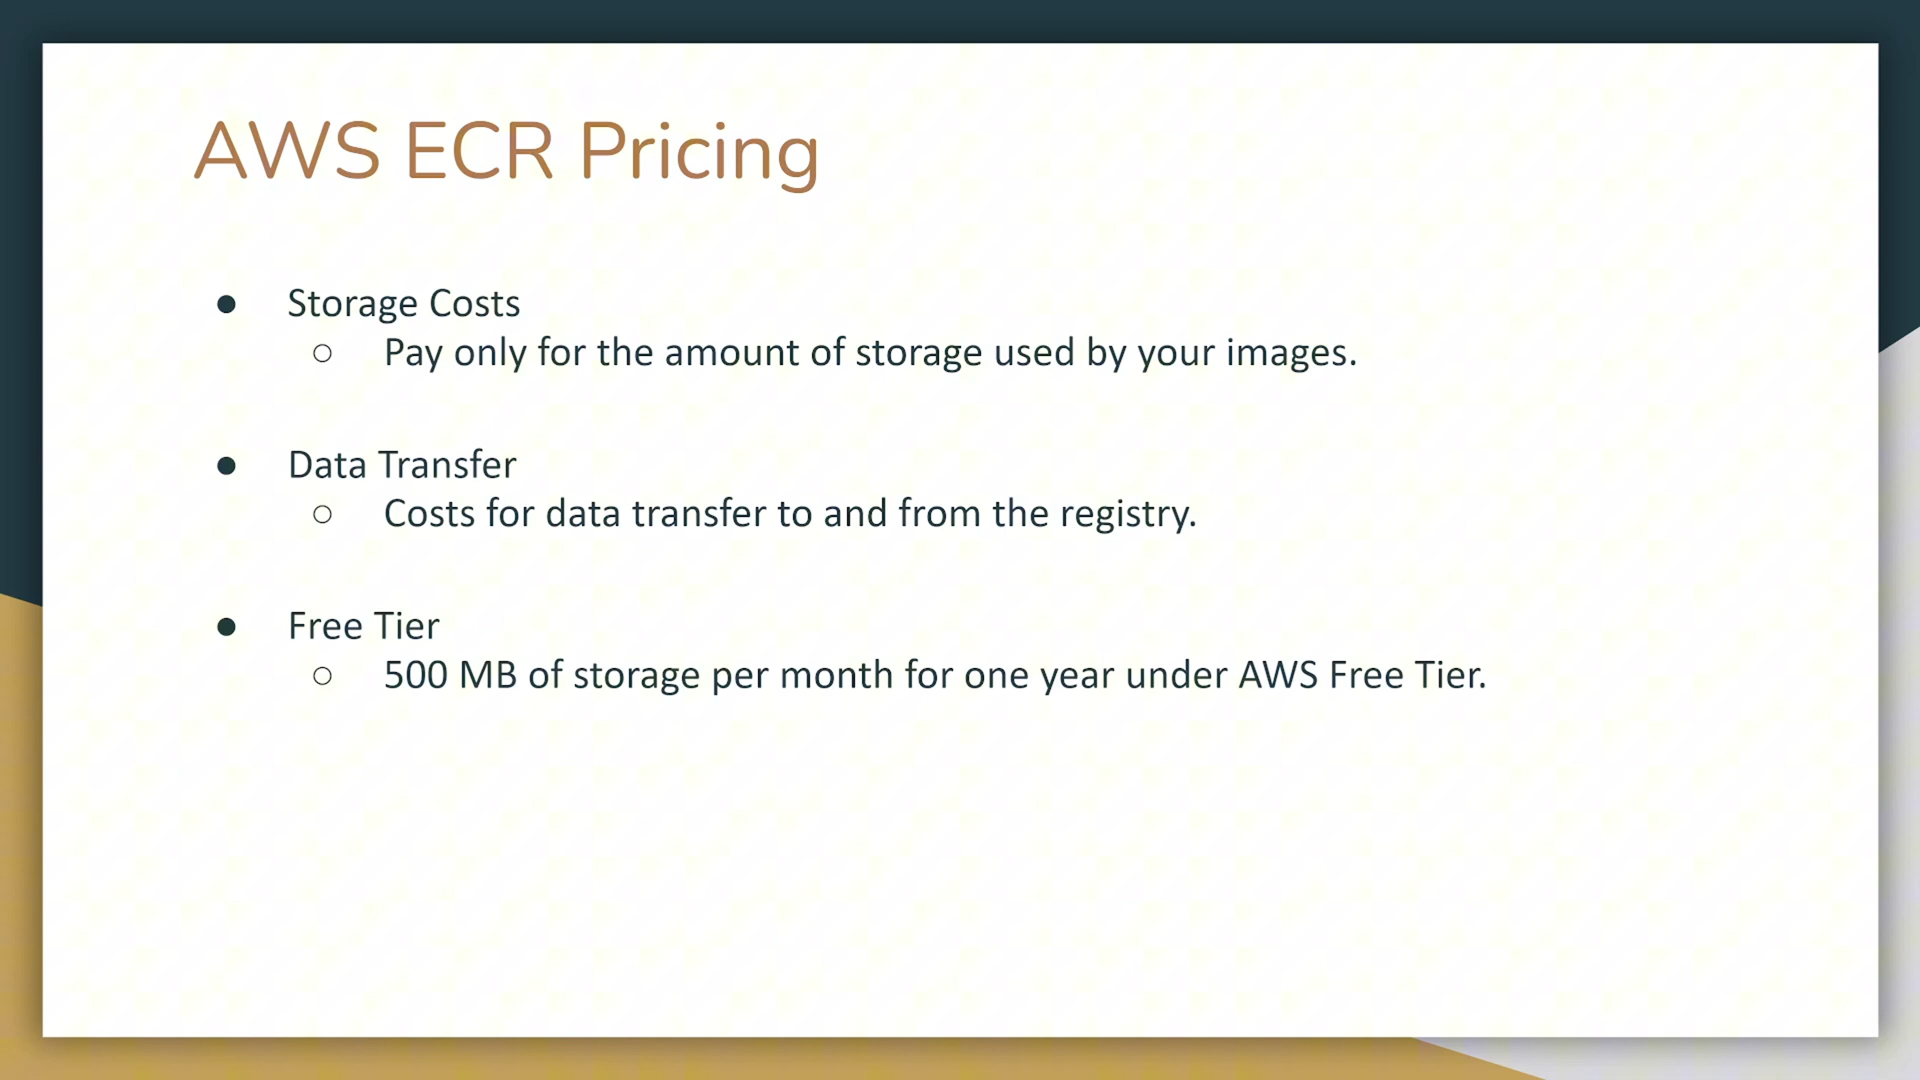 AWS ECR Pricing
● Storage Costs
○ Pay only for the amount of storage used by your images.
● Data Transfer
○ Costs for data transfer to and from the registry.
● Free Tier
○ 500 MB of storage per month for one year under AWS Free Tier.